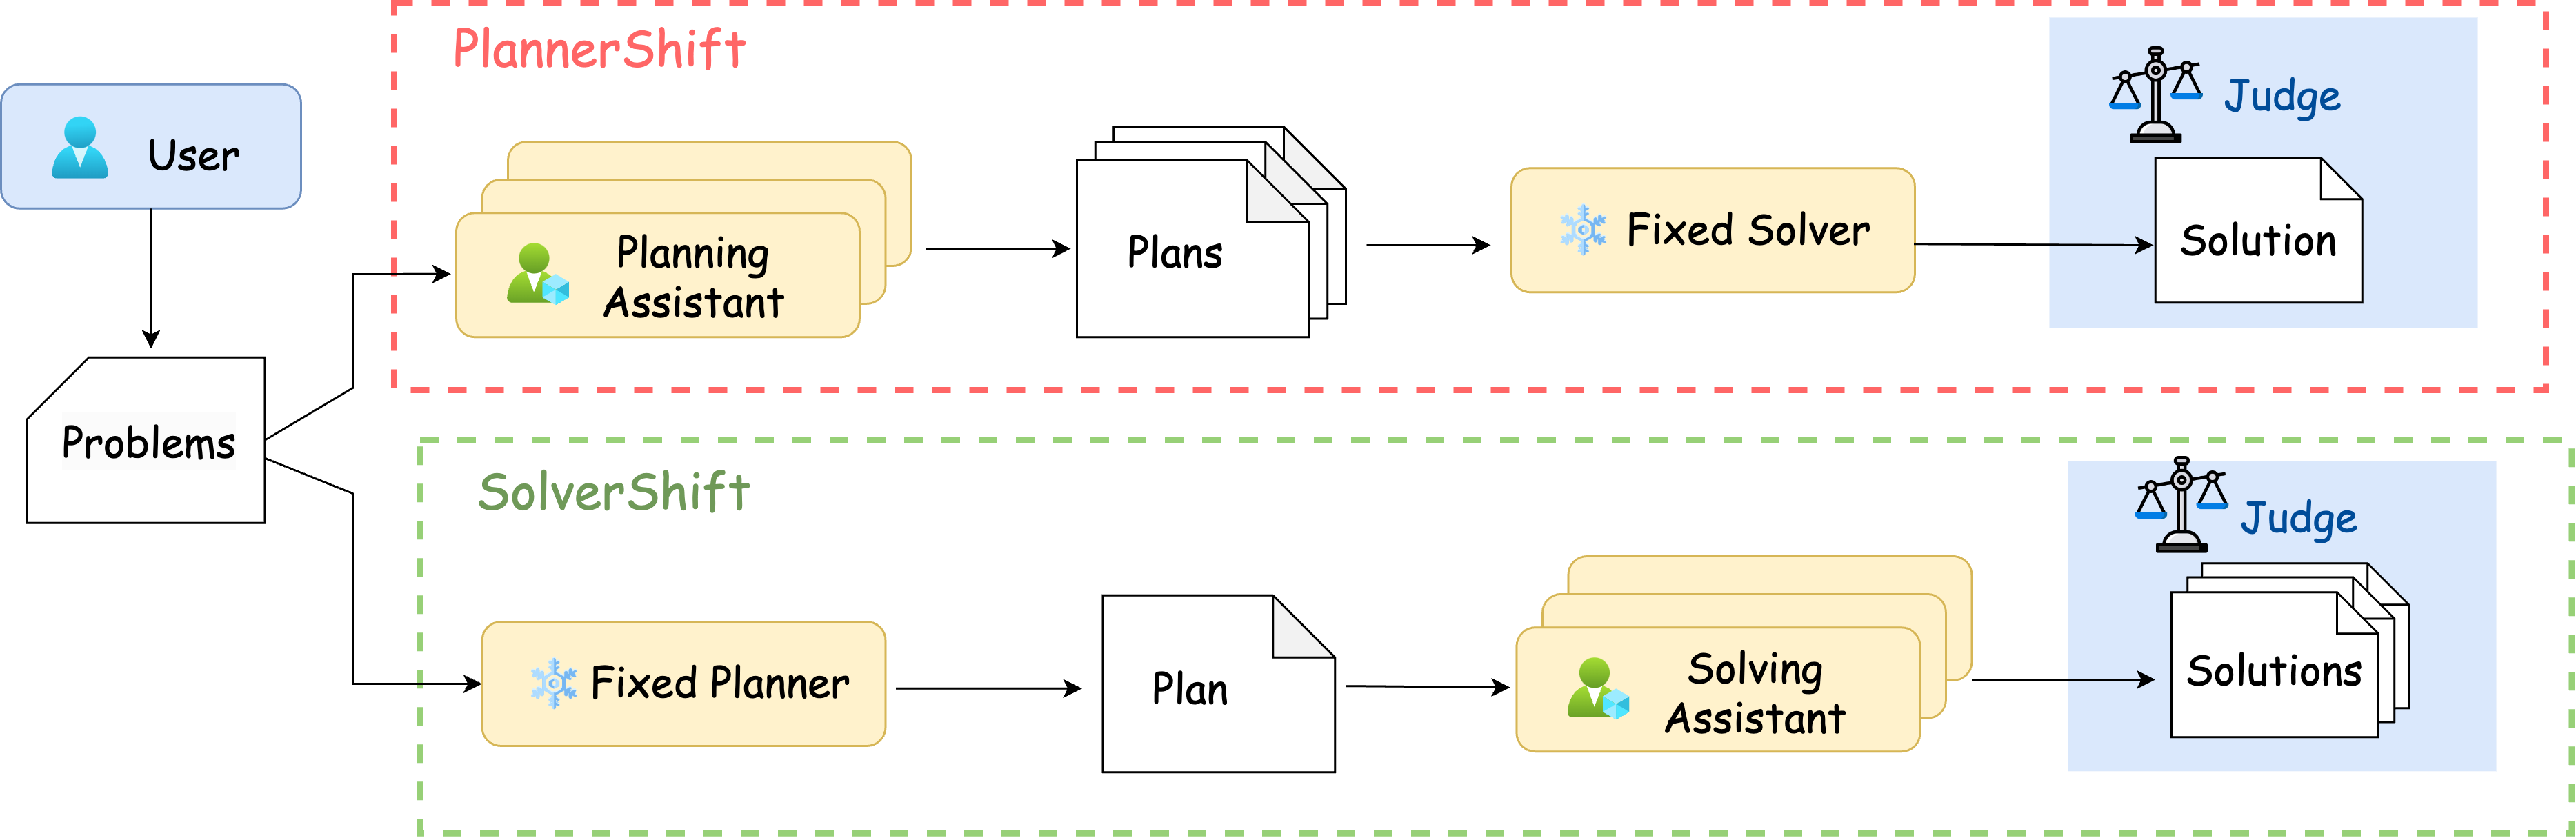 User
Problems
PlannerShift
Planning
Assistant
Plans
Fixed Solver
Judge
Solution
SolverShift
Fixed Planner
Plan
Solving
Assistant
Judge
Solutions